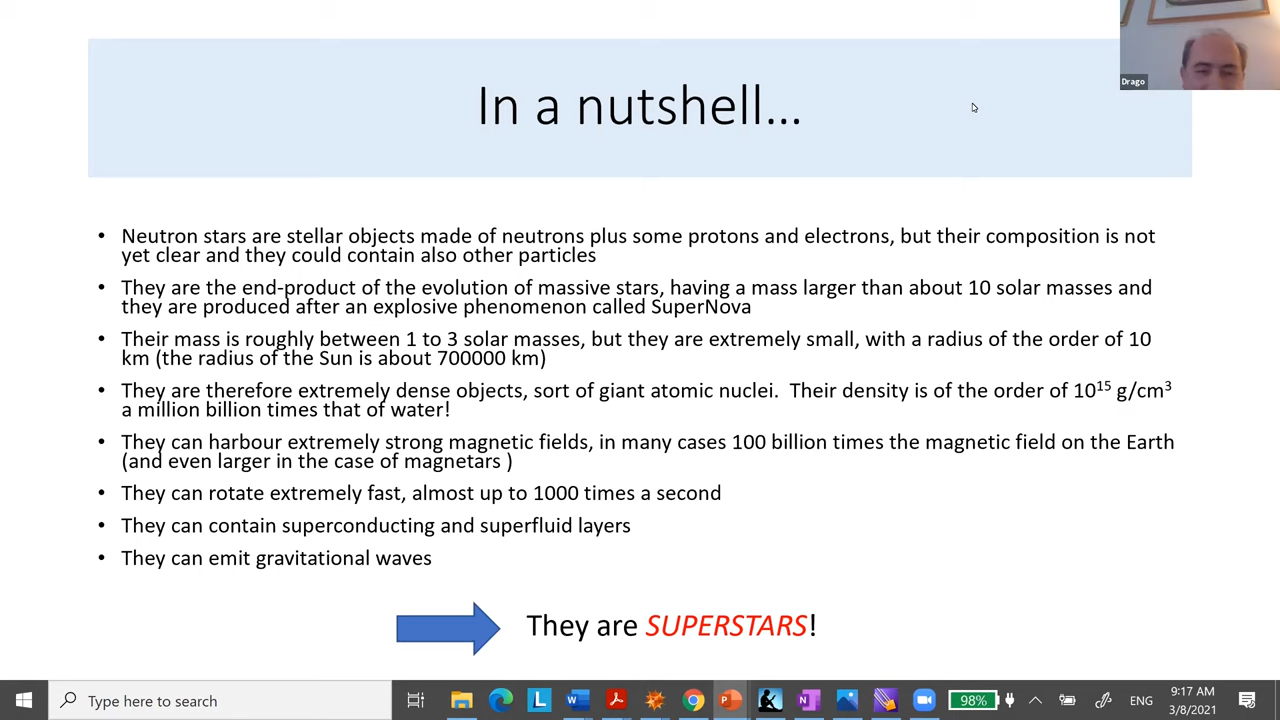 Drago
In a nutshell...
• Neutron stars are stellar objects made of neutrons plus some protons and electrons, but their composition is not
yet clear and they could contain also other particles
• They are the end-product of the evolution of massive stars, having a mass larger than about 10 solar masses and
they are produced after an explosive phenomenon called SuperNova
• Their mass is roughly between 1 to 3 solar masses, but they are extremely small, with a radius of the order of 10
km (the radius of the Sun is about 700000 km)
• They are therefore extremely dense objects, sort of giant atomic nuclei. Their density is of the order of 10¹⁵ g/cm³
a million billion times that of water!
• They can harbour extremely strong magnetic fields, in many cases 100 billion times the magnetic field on the Earth
(and even larger in the case of magnetars )
• They can rotate extremely fast, almost up to 1000 times a second
• They can contain superconducting and superfluid layers
• They can emit gravitational waves
They are SUPERSTARS!
Type here to search
L
W
P
N
98%
ENG
9:17 AM
3/8/2021